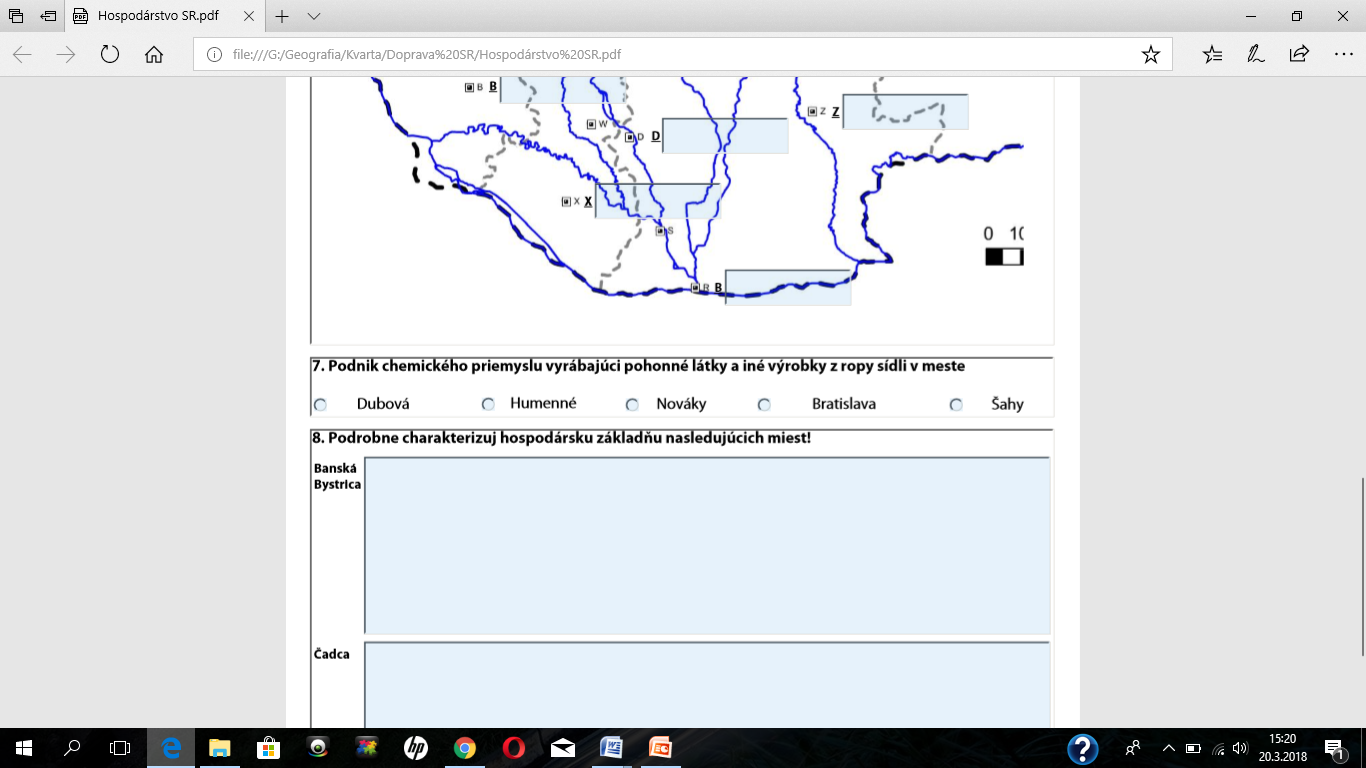 Hospodárstvo SR.pdf
file:///G:/Geografia/Kvarta/Doprava%20SR/Hospodárstvo%20SR.pdf
B B
Z Z
W
D D
X X
S
0 10
R B
7. Podnik chemického priemyslu vyrábajúci pohonné látky a iné výrobky z ropy sídli v meste
Dubová Humenné Nováky Bratislava Šahy
8. Podrobne charakterizuj hospodársku základňu nasledujúcich miest!
Banská
Bystrica
Čadca
15:20
20.3.2018